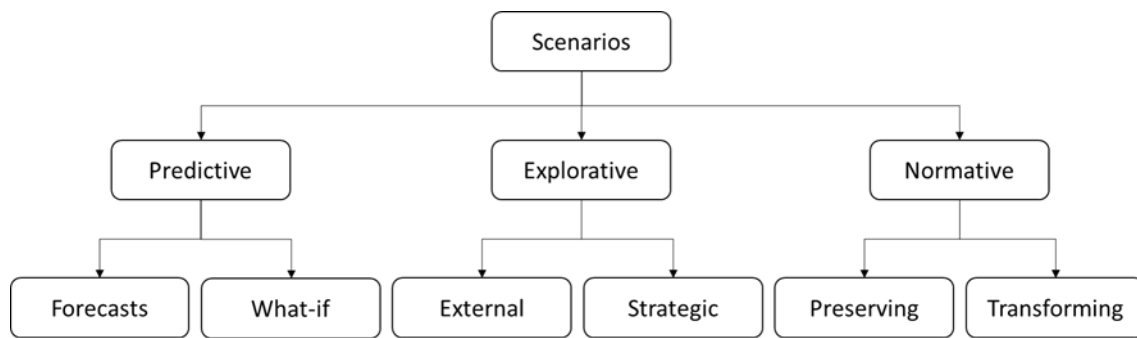 Scenarios
Predictive
Explorative
Normative
Forecasts
What-if
External
Strategic
Preserving
Transforming